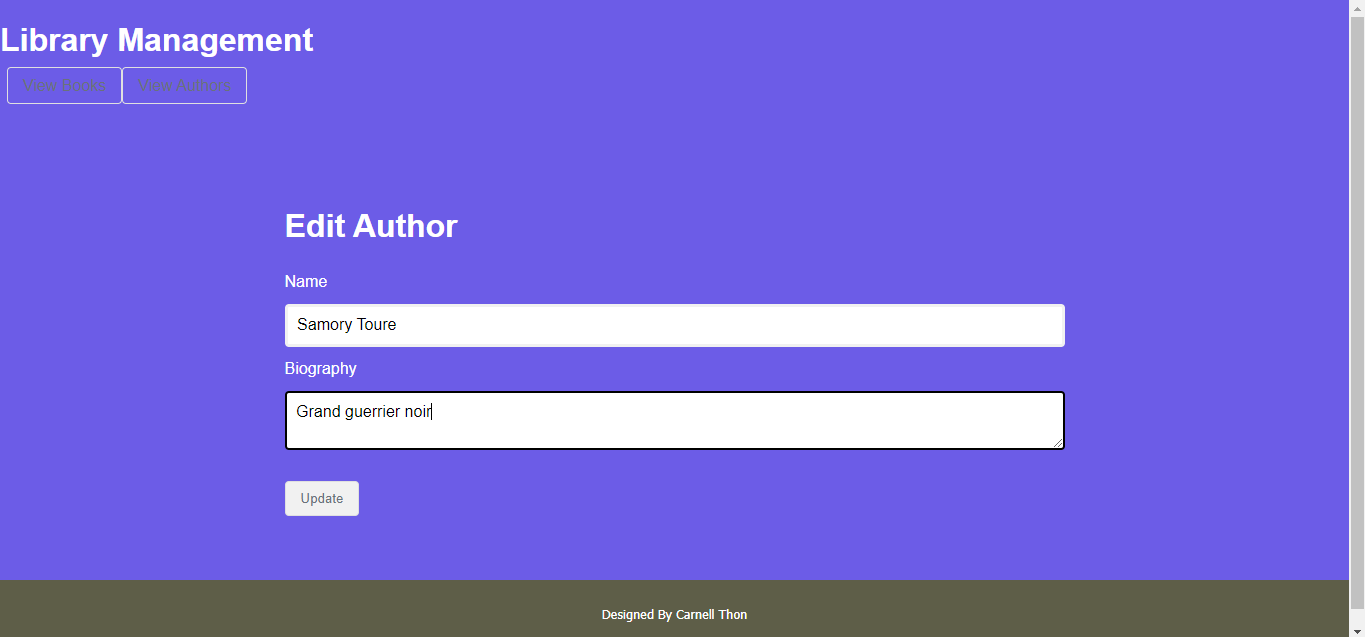 Library Management
View Books View Authors
Edit Author
Name
Samory Toure
Biography
Grand guerrier noir
Update
Designed By Carnell Thon